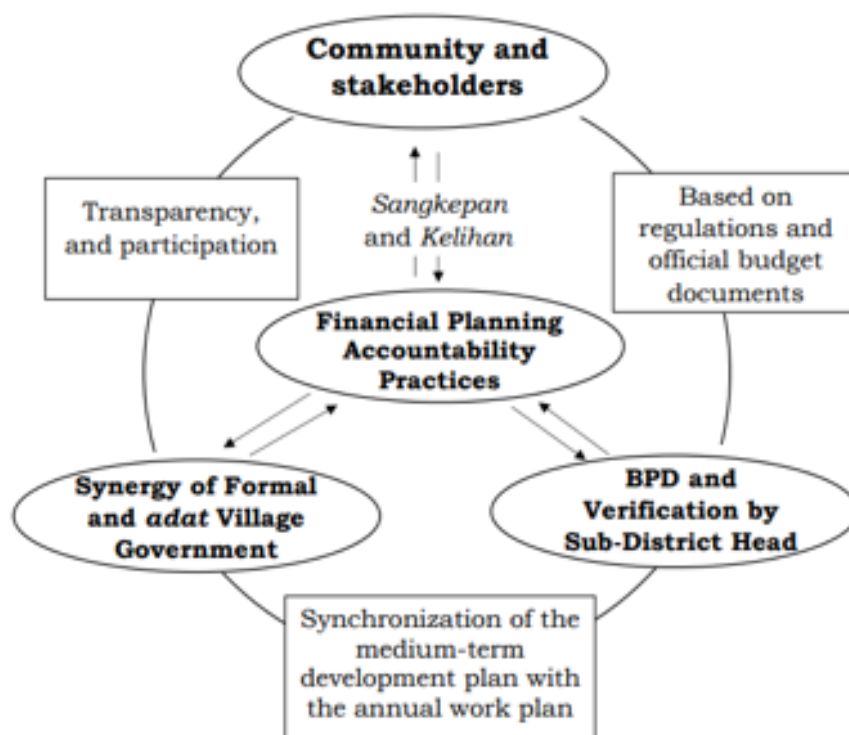 Community and
stakeholders
Transparency,
and participation
Sangkepan
and Kelihan
Based on
regulations and
official budget
documents
Financial Planning
Accountability
Practices
Synergy of Formal
and adat Village
Government
BPD and
Verification by
Sub-District Head
Synchronization of the
medium-term
development plan with
the annual work plan